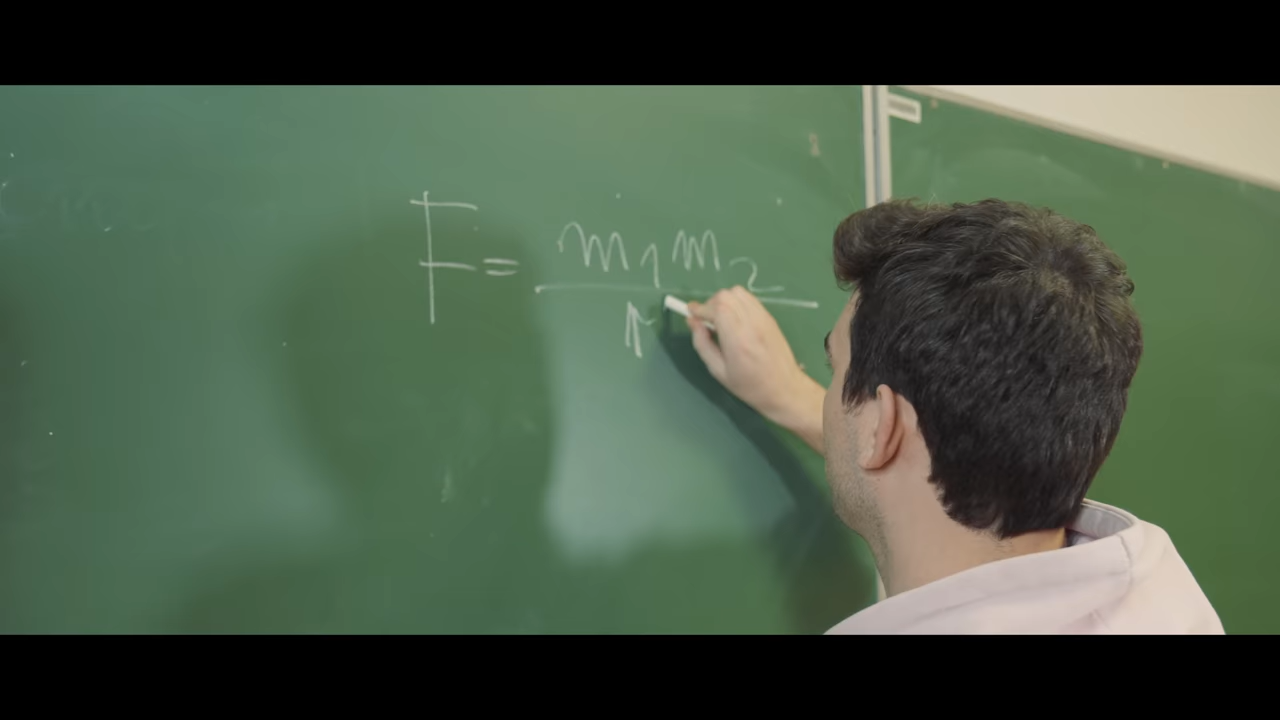 F = m₁m₂
r